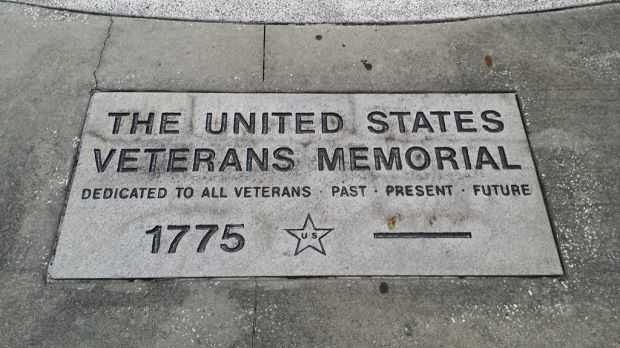 THE UNITED STATES
VETERANS MEMORIAL
DEDICATED TO ALL VETERANS · PAST · PRESENT · FUTURE
1775 US —